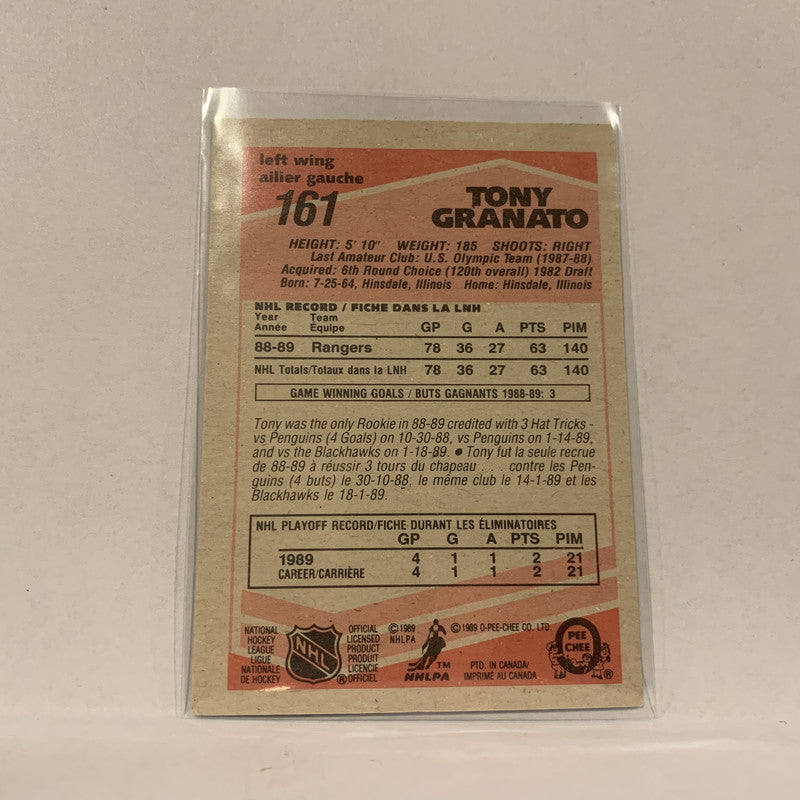 left wing
ailier gauche
161
TONY
GRANATO
HEIGHT: 5' 10" WEIGHT: 185 SHOOTS: RIGHT
Last Amateur Club: U.S. Olympic Team (1987-88)
Acquired: 6th Round Choice (120th overall) 1982 Draft
Born: 7-25-64, Hinsdale, Illinois Home: Hinsdale, Illinois
NHL RECORD / FICHE DANS LA LNH
Year Team
Année Équipe GP G A PTS PIM
88-89 Rangers 78 36 27 63 140
NHL Totals/Totaux dans la LNH 78 36 27 63 140
GAME WINNING GOALS / BUTS GAGNANTS 1988-89: 3
Tony was the only Rookie in 88-89 credited with 3 Hat Tricks -
vs Penguins (4 Goals) on 10-30-88, vs Penguins on 1-14-89,
and vs the Blackhawks on 1-18-89. ● Tony fut la seule recrue
de 88-89 à réussir 3 tours du chapeau . . . contre les Pen-
guins (4 buts) le 30-10-88, le même club le 14-1-89 et les
Blackhawks le 18-1-89.
NHL PLAYOFF RECORD/FICHE DURANT LES ÉLIMINATOIRES
GP G A PTS PIM
1989 4 1 1 2 21
CAREER/CARRIÈRE 4 1 1 2 21
NATIONAL
HOCKEY
LEAGUE
LIGUE
NATIONALE
DE HOCKEY
NHL
OFFICIAL
LICENSED
PRODUCT
PRODUIT
LICENCIÉ
®OFFICIEL
©1989
NHLPA
TM
NHLPA
©1989 O-PEE-CHEE CO. LTD.
PTD. IN CANADA/
IMPRIMÉ AU CANADA
PEE
CHEE
®